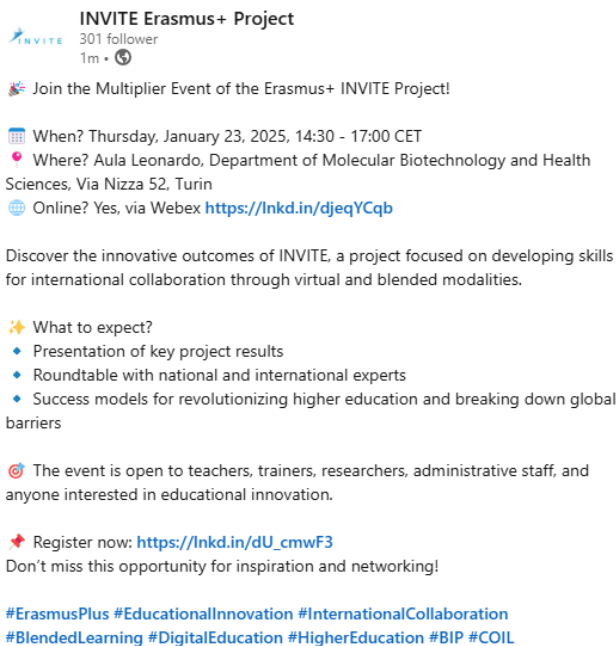 INVITE
INVITE Erasmus+ Project
301 follower
1m •
🎉 Join the Multiplier Event of the Erasmus+ INVITE Project!
📅 When? Thursday, January 23, 2025, 14:30 - 17:00 CET
📍 Where? Aula Leonardo, Department of Molecular Biotechnology and Health
Sciences, Via Nizza 52, Turin
🌐 Online? Yes, via Webex https://lnkd.in/djeqYCqb
Discover the innovative outcomes of INVITE, a project focused on developing skills
for international collaboration through virtual and blended modalities.
✨ What to expect?
🔹 Presentation of key project results
🔹 Roundtable with national and international experts
🔹 Success models for revolutionizing higher education and breaking down global
barriers
🎯 The event is open to teachers, trainers, researchers, administrative staff, and
anyone interested in educational innovation.
📌 Register now: https://lnkd.in/dU_cmwF3
Don't miss this opportunity for inspiration and networking!
#ErasmusPlus #EducationalInnovation #InternationalCollaboration
#BlendedLearning #DigitalEducation #HigherEducation #BIP #COIL